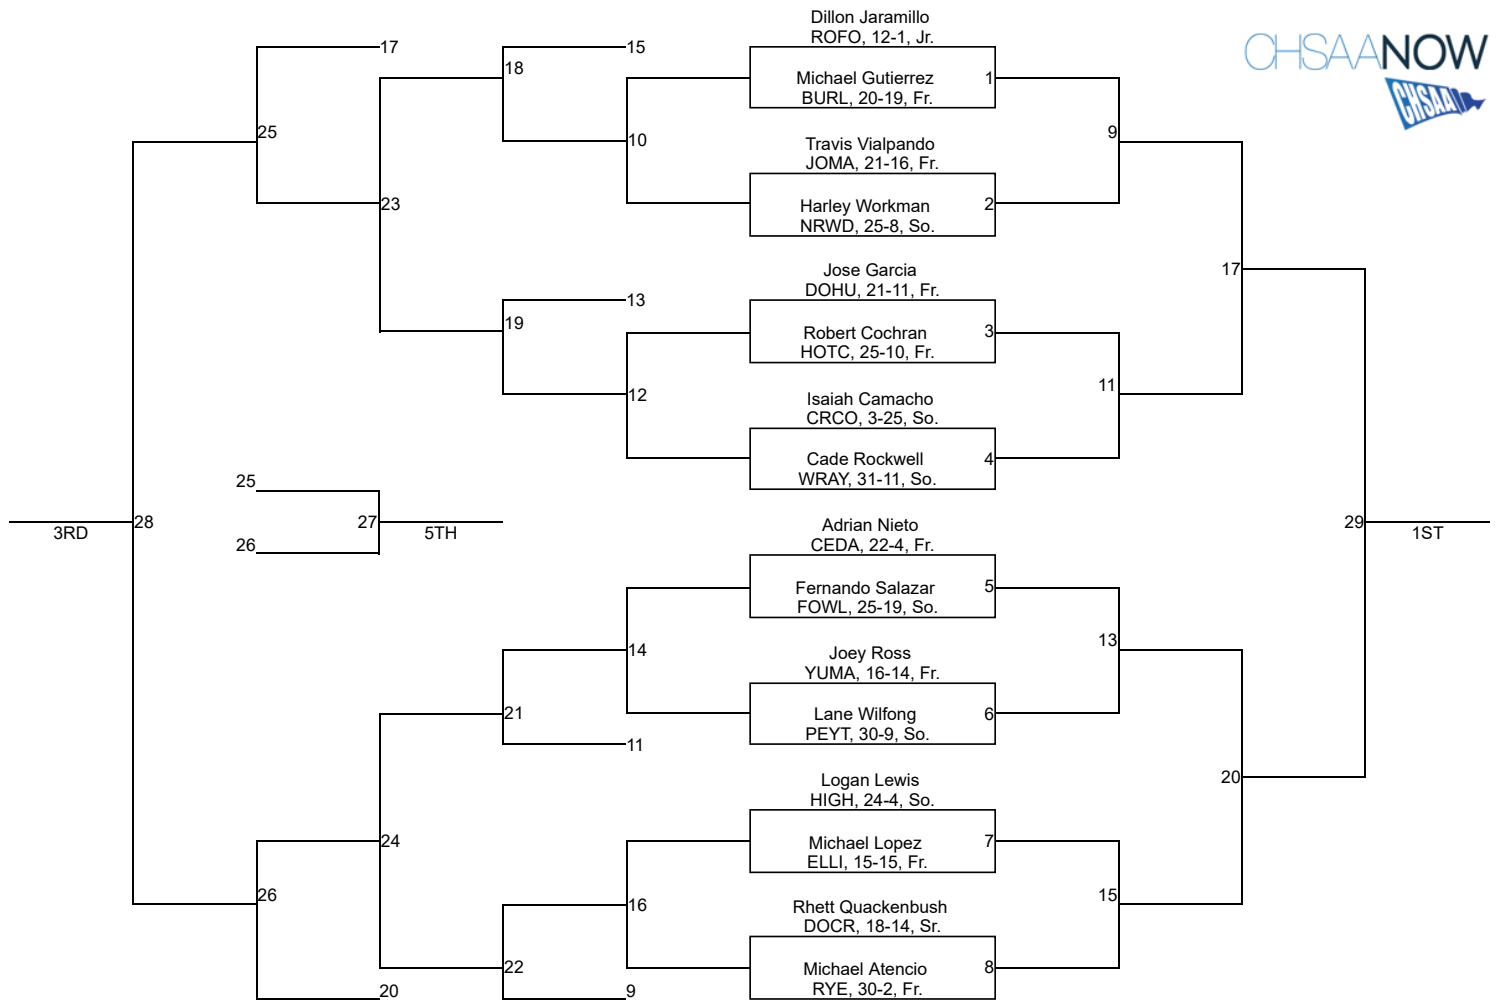 Dillon Jaramillo
ROFO, 12-1, Jr.
CHSAANOW
CHSAA
17
15
18
Michael Gutierrez
1
BURL, 20-19, Fr.
25
10
9
Travis Vialpando
JOMA, 21-16, Fr.
23
Harley Workman
2
NRWD, 25-8, So.
Jose Garcia
17
DOHU, 21-11, Fr.
13
19
Robert Cochran
3
HOTC, 25-10, Fr.
11
12
Isaiah Camacho
CRCO, 3-25, So.
Cade Rockwell
4
WRAY, 31-11, So.
25
28
27
29
3RD
5TH
1ST
26
Adrian Nieto
CEDA, 22-4, Fr.
Fernando Salazar
5
FOWL, 25-19, So.
13
14
Joey Ross
YUMA, 16-14, Fr.
21
Lane Wilfong
6
PEYT, 30-9, So.
11
Logan Lewis
20
HIGH, 24-4, So.
24
Michael Lopez
7
ELLI, 15-15, Fr.
26
16
15
Rhett Quackenbush
DOCR, 18-14, Sr.
22
Michael Atencio
8
RYE, 30-2, Fr.
20
9